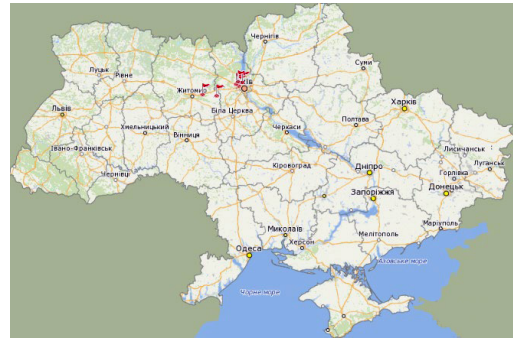 Чернігів
Суми
Луцьк
Рівне
Київ
Житомир
Львів
Харків
Біла Церква
Полтава
Хмельницький
Черкаси
Вінниця
Лисичанськ
Івано-Франківськ
Луганськ
Кіровоград
Дніпро
Горлівка
Чернівці
Запоріжжя
Донецьк
Маріуполь
Миколаїв
Мелітополь
Херсон
Одеса
Азовське море
Чорне море